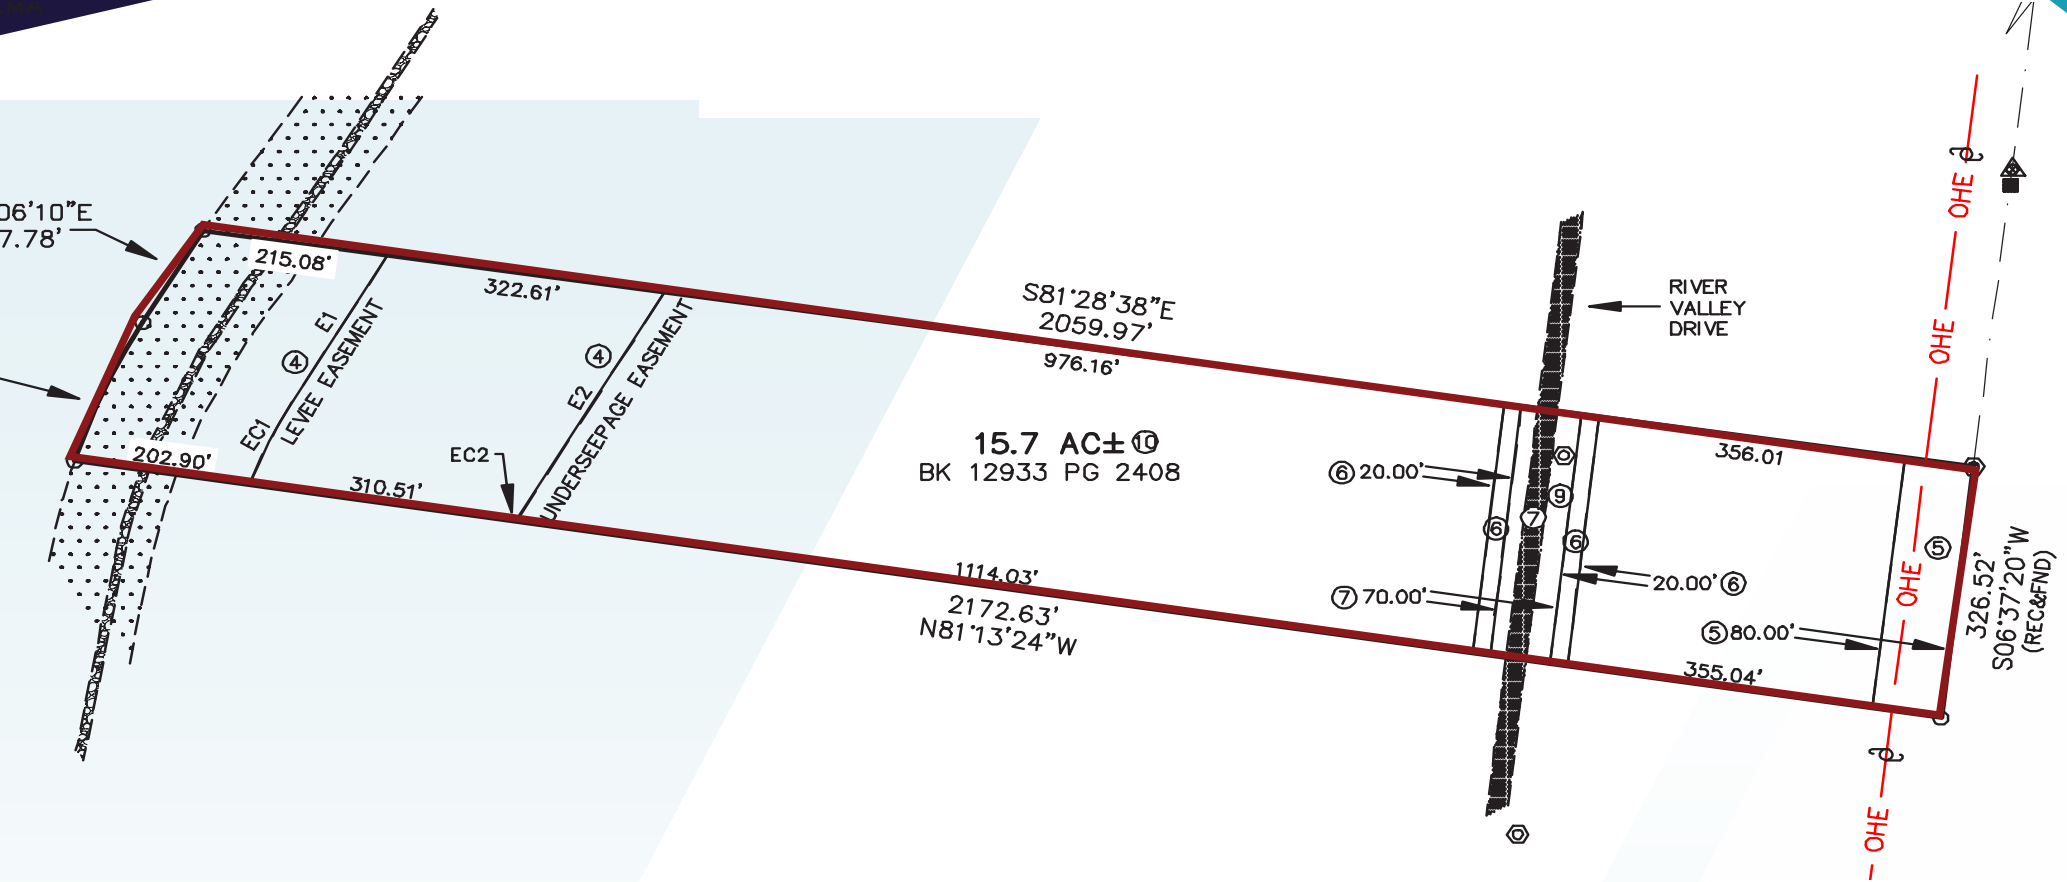 06'10"E
7.78'
215.08'
322.61'
S81°28'38"E
2059.97'
976.16'
RIVER
VALLEY
DRIVE
OHE
OHE
E1
④
LEVEE EASEMENT
EC1
④
E2
UNDERSEEPAGE EASEMENT
EC2
202.90'
310.51'
15.7 AC± ⑩
BK 12933 PG 2408
⑥ 20.00'
356.01
⑨
⑦
⑥
⑥
⑤
OHE
326.52'
S06°37'20"W
(REC&FND)
⑦ 70.00'
20.00' ⑥
⑤ 80.00'
1114.03'
2172.63'
N81°13'24"W
355.04'
OHE